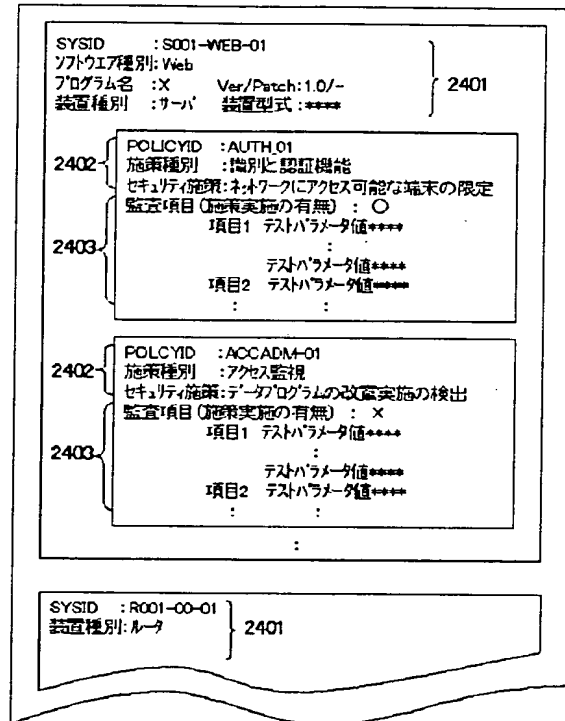 SYSID :S001-WEB-01
ソフトウエア種別:Web
プログラム名 :X Ver/Patch:1.0/-
装置種別 :サーバ 装置型式:****
2401
2402
POLICYID :AUTH_01
施策種別 :識別と認証機能
セキュリティ施策:ネットワークにアクセス可能な端末の限定
2403
監査項目(施策実施の有無) : ○
項目1 テストパラメータ値****
:
テストパラメータ値****
項目2 テストパラメータ値****
: :
2402
POLCYID :ACCADM-01
施策種別 :アクセス監視
セキュリティ施策:データプログラムの改竄実施の検出
2403
監査項目(施策実施の有無) : ×
項目1 テストパラメータ値****
:
テストパラメータ値****
項目2 テストパラメータ値****
: :
:
SYSID :R001-00-01
装置種別:ルータ
2401